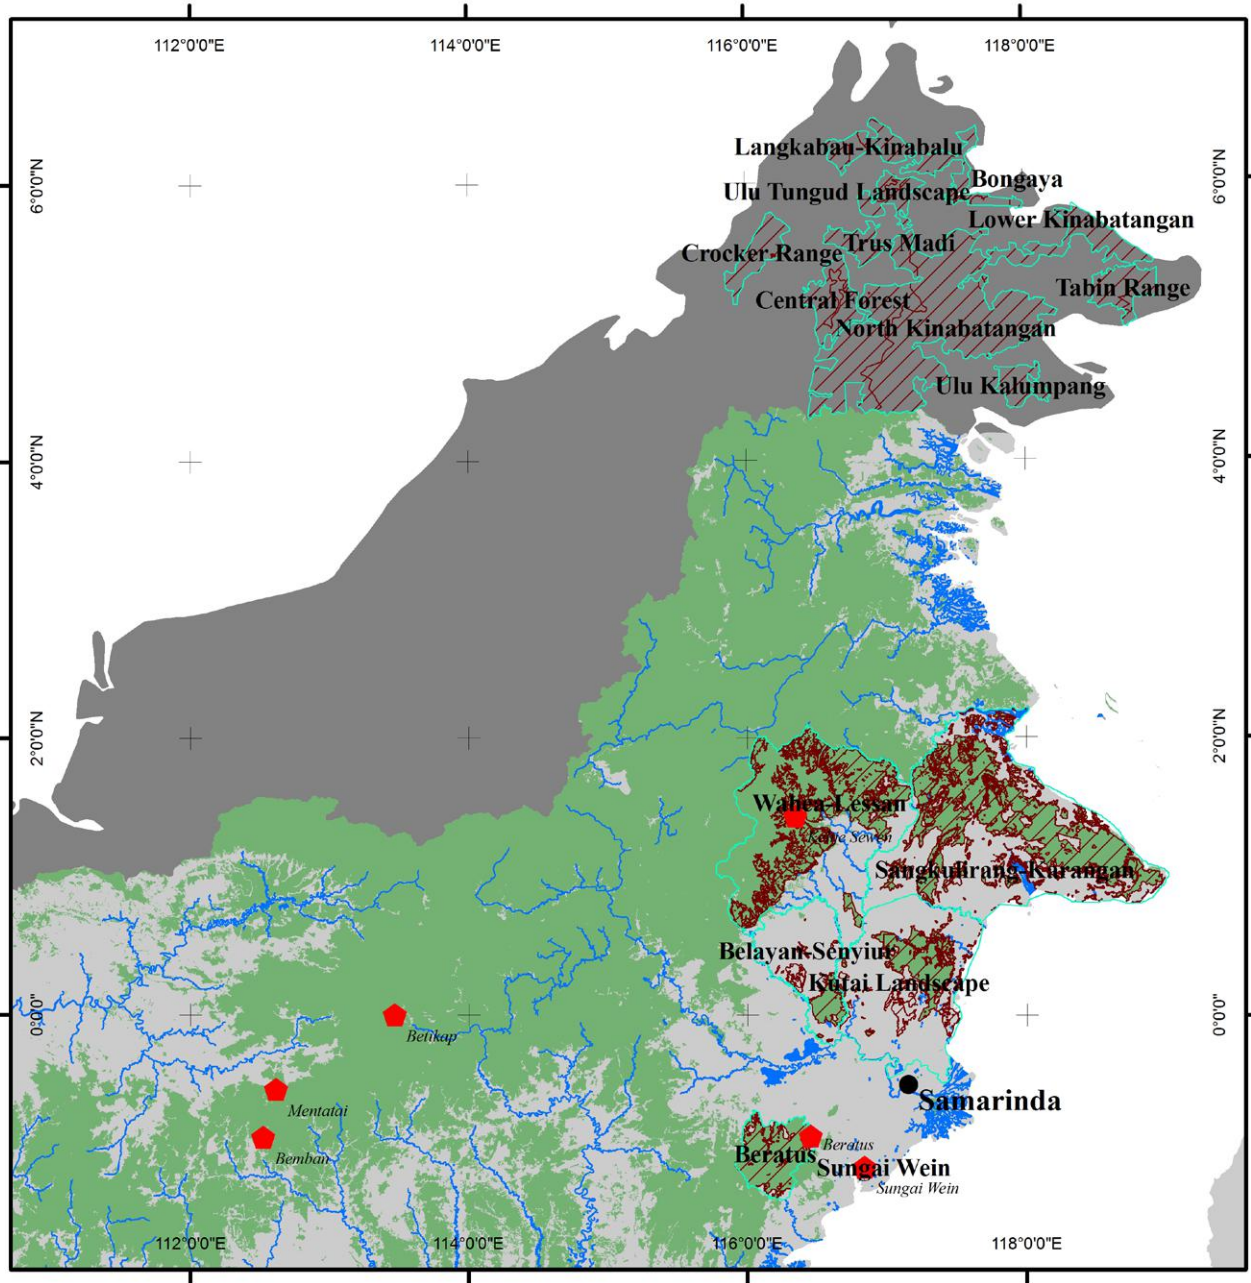 112°0'0"E
114°0'0"E
116°0'0"E
118°0'0"E
Langkabau-Kinabalu
Bongaya
6°0'0"N
6°0'0"N
Ulu Tungud Landscape
Lower Kinabatangan
Trus Madi
Crocker Range
Tabin Range
Central Forest
North Kinabatangan
Ulu Kalumpang
4°0'0"N
4°0'0"N
2°0'0"N
2°0'0"N
Wahea-Lessan
Kehje Sewen
Sangkulirang-Kurangan
Belayan-Senyiur
Kutai Landscape
0°0'0"
0°0'0"
Betikap
Mentatai
Samarinda
Bemban
Beratus
Beratus
Sungai Wein
Sungai Wein
112°0'0"E
114°0'0"E
116°0'0"E
118°0'0"E